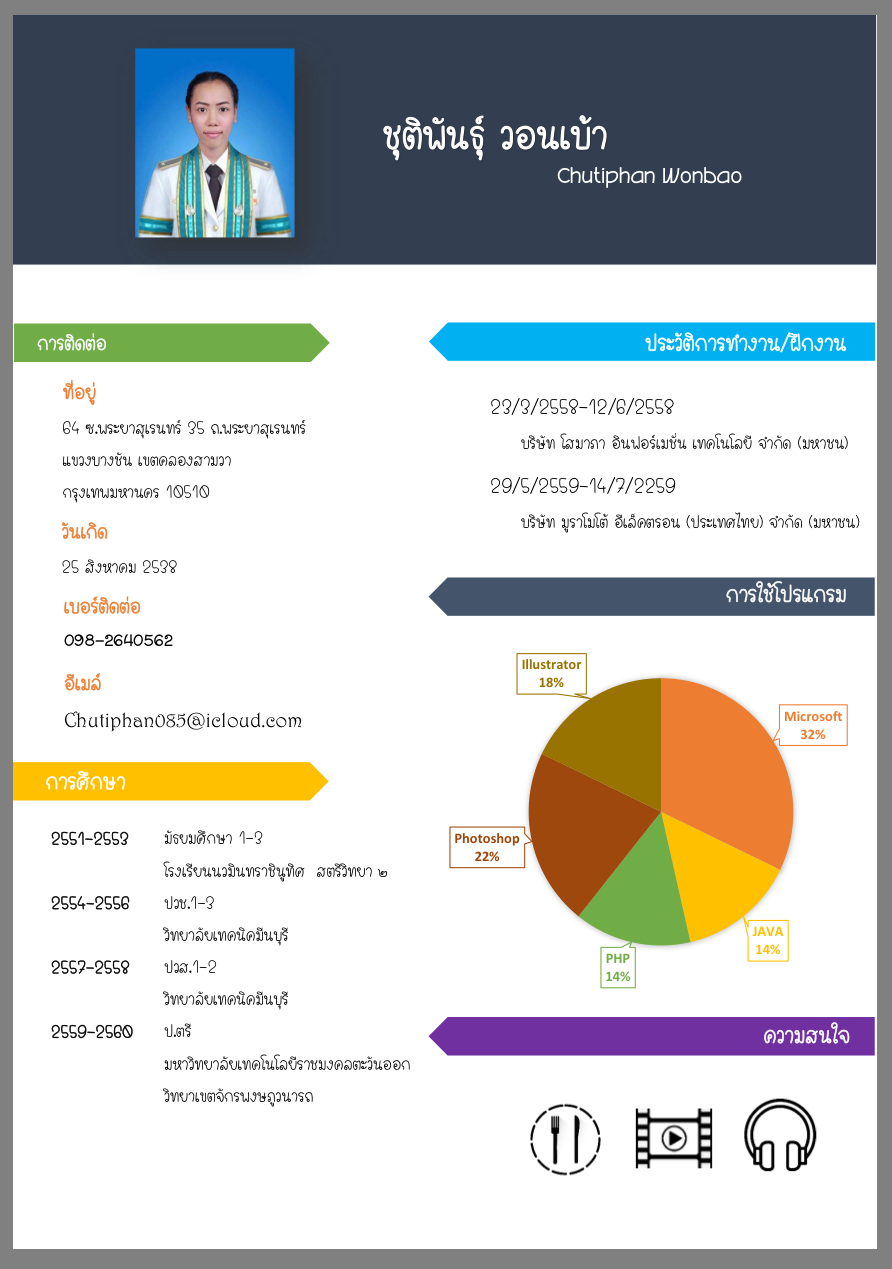 ชุติพันธุ์ วอนเบ้า
Chutiphan Wonbao
การติดต่อ
ที่อยู่
64 ซ.พระยาสุเรนทร์ 35 ถ.พระยาสุเรนทร์
แขวงบางชัน เขตคลองสามวา
กรุงเทพมหานคร 10510
วันเกิด
25 สิงหาคม 2538
เบอร์ติดต่อ
098-2640562
อีเมล์
Chutiphan085@icloud.com
การศึกษา
2551-2553 มัธยมศึกษา 1-3
โรงเรียนนวมินทราชินูทิศ สตรีวิทยา ๒
2554-2556 ปวช.1-3
วิทยาลัยเทคนิคมีนบุรี
2557-2558 ปวส.1-2
วิทยาลัยเทคนิคมีนบุรี
2559-2560 ป.ตรี
มหาวิทยาลัยเทคโนโลยีราชมงคลตะวันออก
วิทยาเขตจักรพงษภูวนารถ
ประวัติการทำงาน/ฝึกงาน
23/3/2558-12/6/2558
บริษัท โสมาภา อินฟอร์เมชั่น เทคโนโลยี จำกัด (มหาชน)
29/5/2559-14/7/2259
บริษัท มูราโมโต้ อีเล็คตรอน (ประเทศไทย) จำกัด (มหาชน)
การใช้โปรแกรม
Illustrator
18%
Microsoft
32%
Photoshop
22%
JAVA
14%
PHP
14%
ความสนใจ